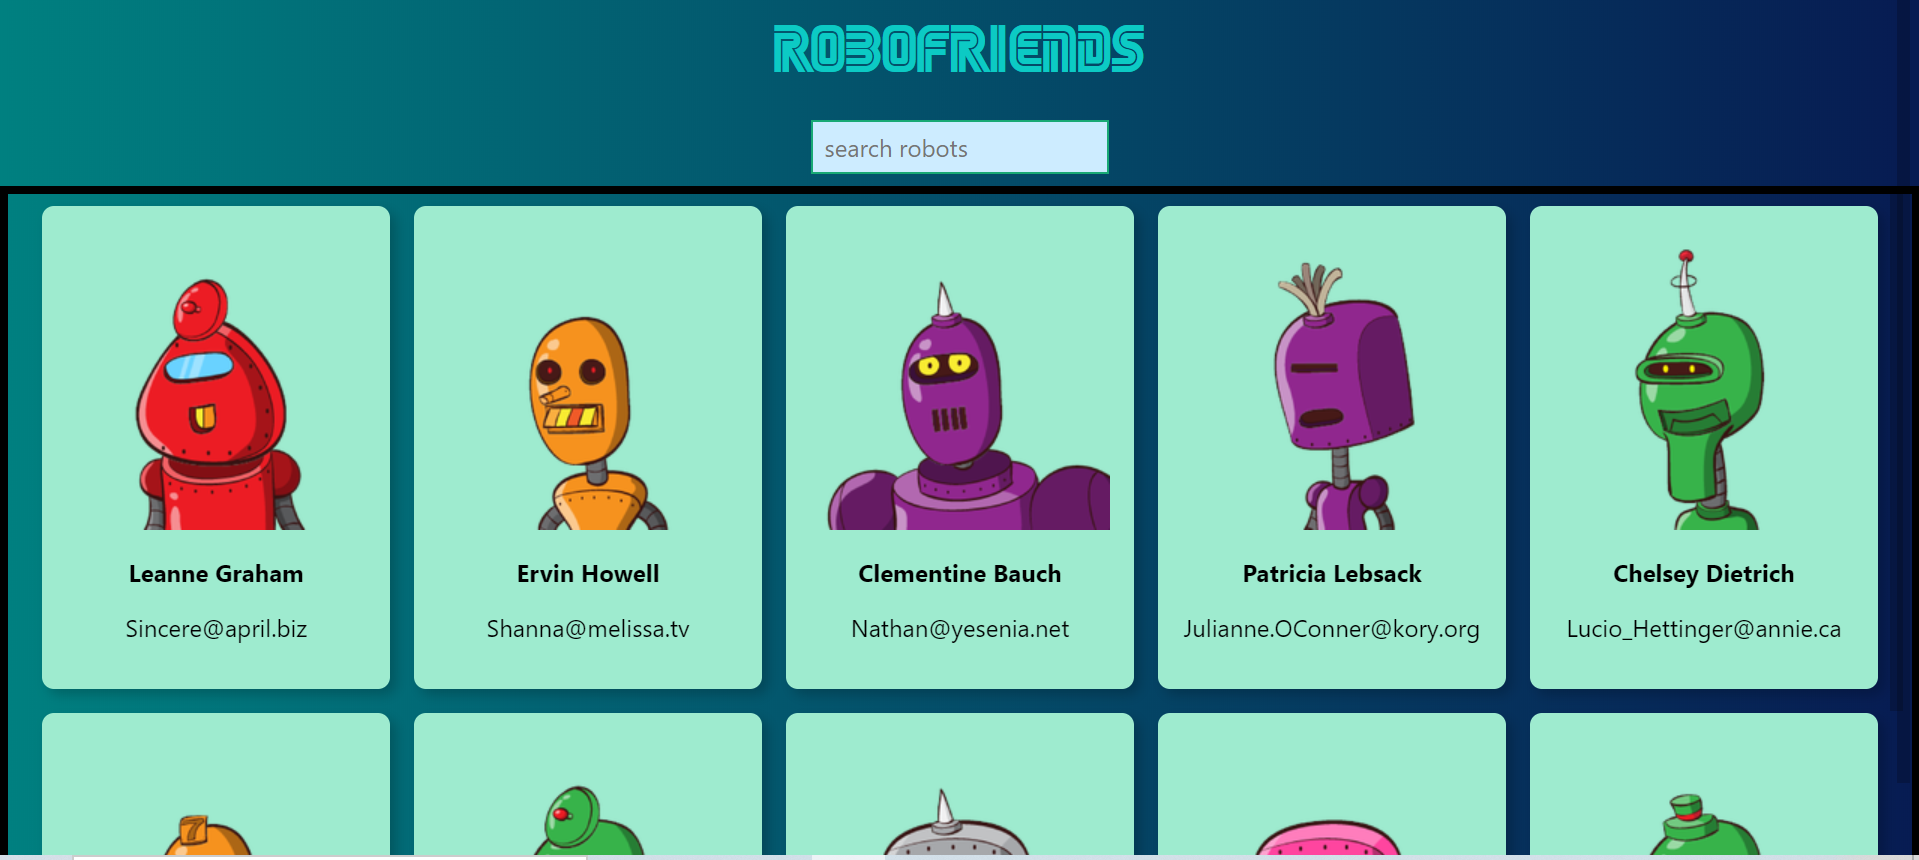 ROBOFRIENDS
search robots
Leanne Graham
Sincere@april.biz
Ervin Howell
Shanna@melissa.tv
Clementine Bauch
Nathan@yesenia.net
Patricia Lebsack
Julianne.OConner@kory.org
Chelsey Dietrich
Lucio_Hettinger@annie.ca
7